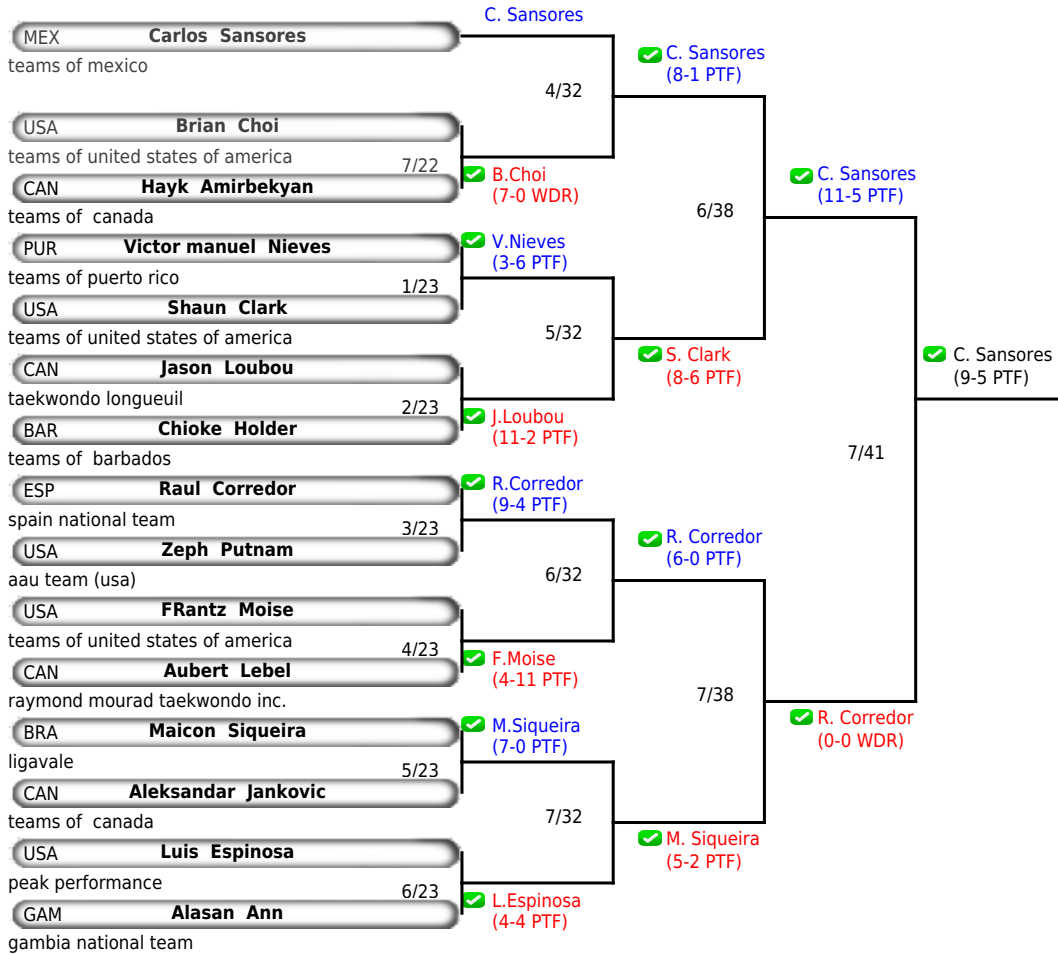 C. Sansores
MEX Carlos Sansores
teams of mexico
C. Sansores
(8-1 PTF)
4/32
USA Brian Choi
teams of united states of america
7/22
B.Choi
(7-0 WDR)
CAN Hayk Amirbekyan
teams of canada
C. Sansores
(11-5 PTF)
6/38
PUR Victor manuel Nieves
teams of puerto rico
V.Nieves
(3-6 PTF)
1/23
USA Shaun Clark
teams of united states of america
5/32
S. Clark
(8-6 PTF)
CAN Jason Loubou
taekwondo longueuil
2/23
J.Loubou
(11-2 PTF)
BAR Chioke Holder
teams of barbados
C. Sansores
(9-5 PTF)
7/41
ESP Raul Corredor
spain national team
R.Corredor
(9-4 PTF)
3/23
USA Zeph Putnam
aau team (usa)
R. Corredor
(6-0 PTF)
6/32
USA FRantz Moise
teams of united states of america
4/23
F.Moise
(4-11 PTF)
CAN Aubert Lebel
raymond mourad taekwondo inc.
7/38
R. Corredor
(0-0 WDR)
BRA Maicon Siqueira
ligavale
M.Siqueira
(7-0 PTF)
5/23
CAN Aleksandar Jankovic
teams of canada
7/32
M. Siqueira
(5-2 PTF)
USA Luis Espinosa
peak performance
6/23
L.Espinosa
(4-4 PTF)
GAM Alasan Ann
gambia national team